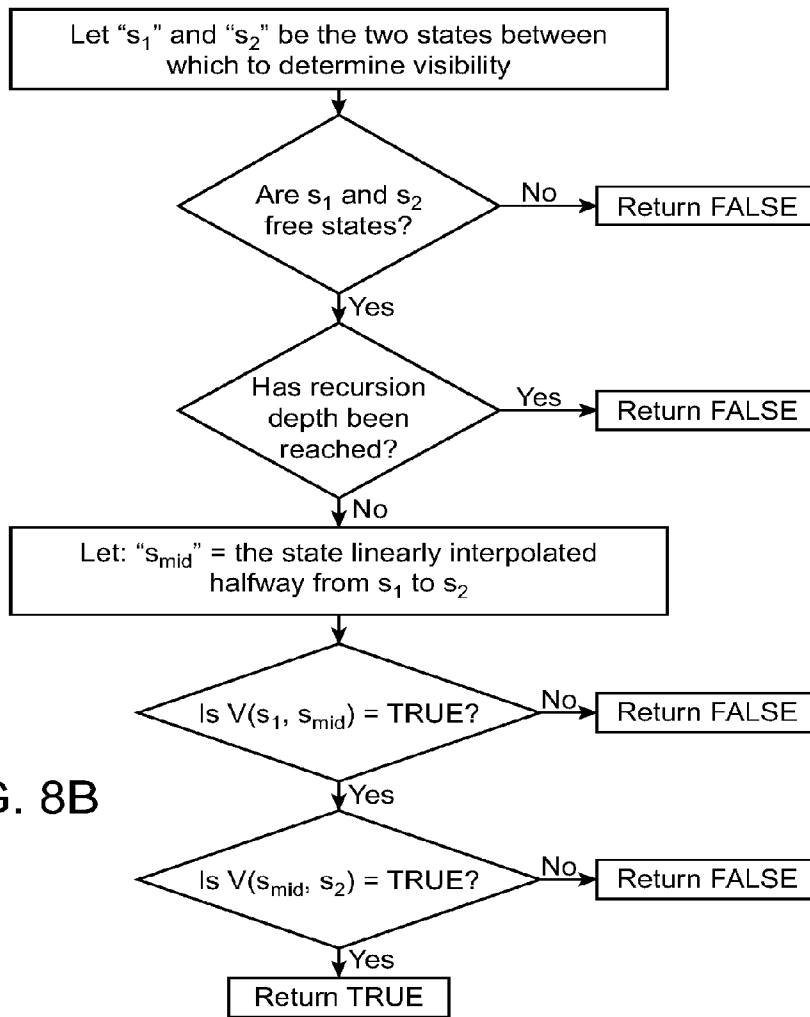 Let “s₁” and “s₂” be the two states between
which to determine visibility
Are s₁ and s₂
free states?
No
Return FALSE
Yes
Has recursion
depth been
reached?
Yes
Return FALSE
No
Let: “s_mid” = the state linearly interpolated
halfway from s₁ to s₂
Is V(s₁, s_mid) = TRUE?
No
Return FALSE
Yes
8B
Is V(s_mid, s₂) = TRUE?
No
Return FALSE
Yes
Return TRUE